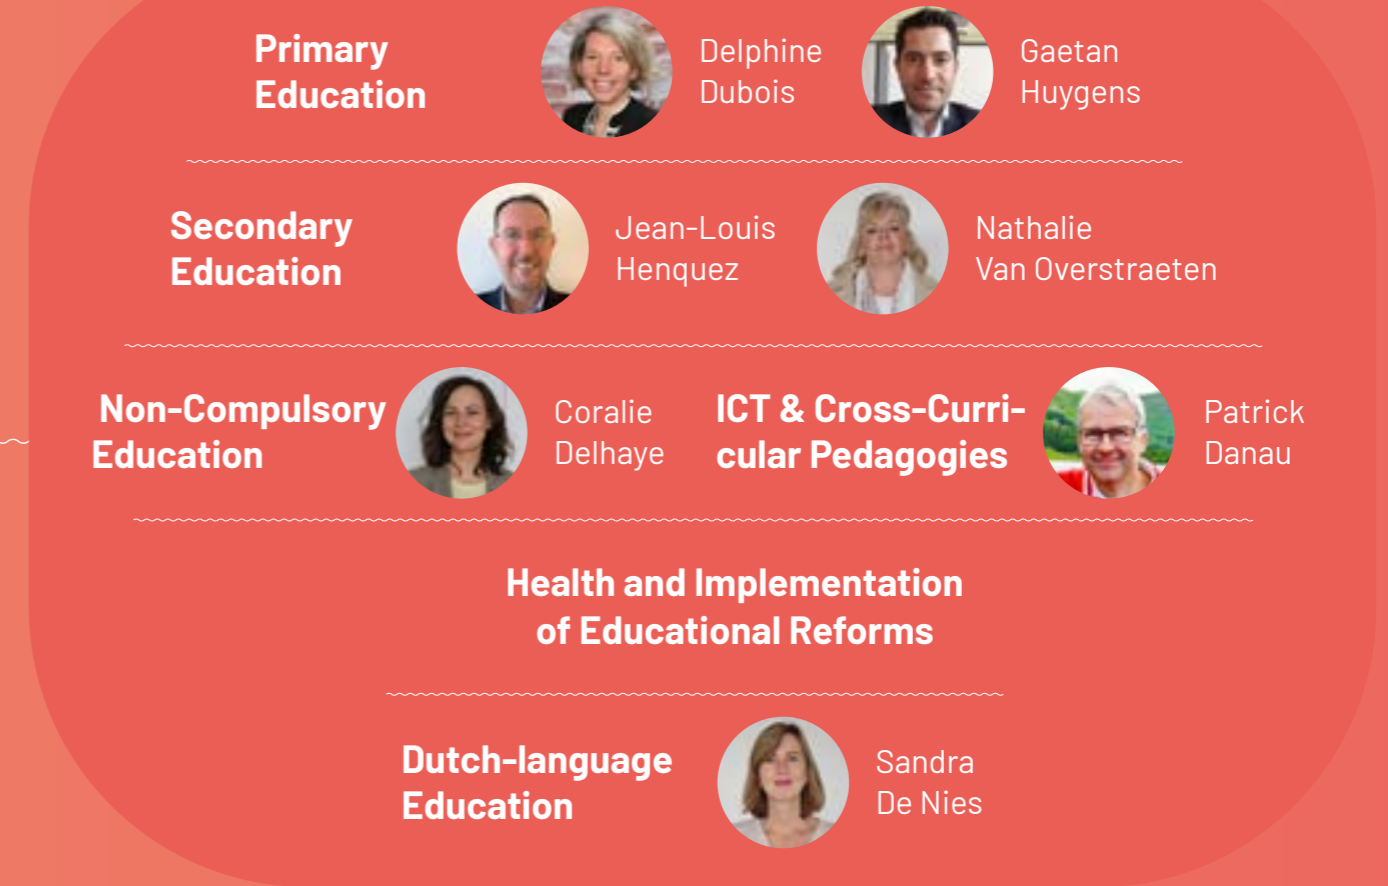 Primary
Education
Delphine
Dubois
Gaetan
Huygens
Secondary
Education
Jean-Louis
Henquez
Nathalie
Van Overstraeten
Non-Compulsory
Education
Coralie
Delhaye
ICT & Cross-Curri-
cular Pedagogies
Patrick
Danau
Health and Implementation
of Educational Reforms
Dutch-language
Education
Sandra
De Nies